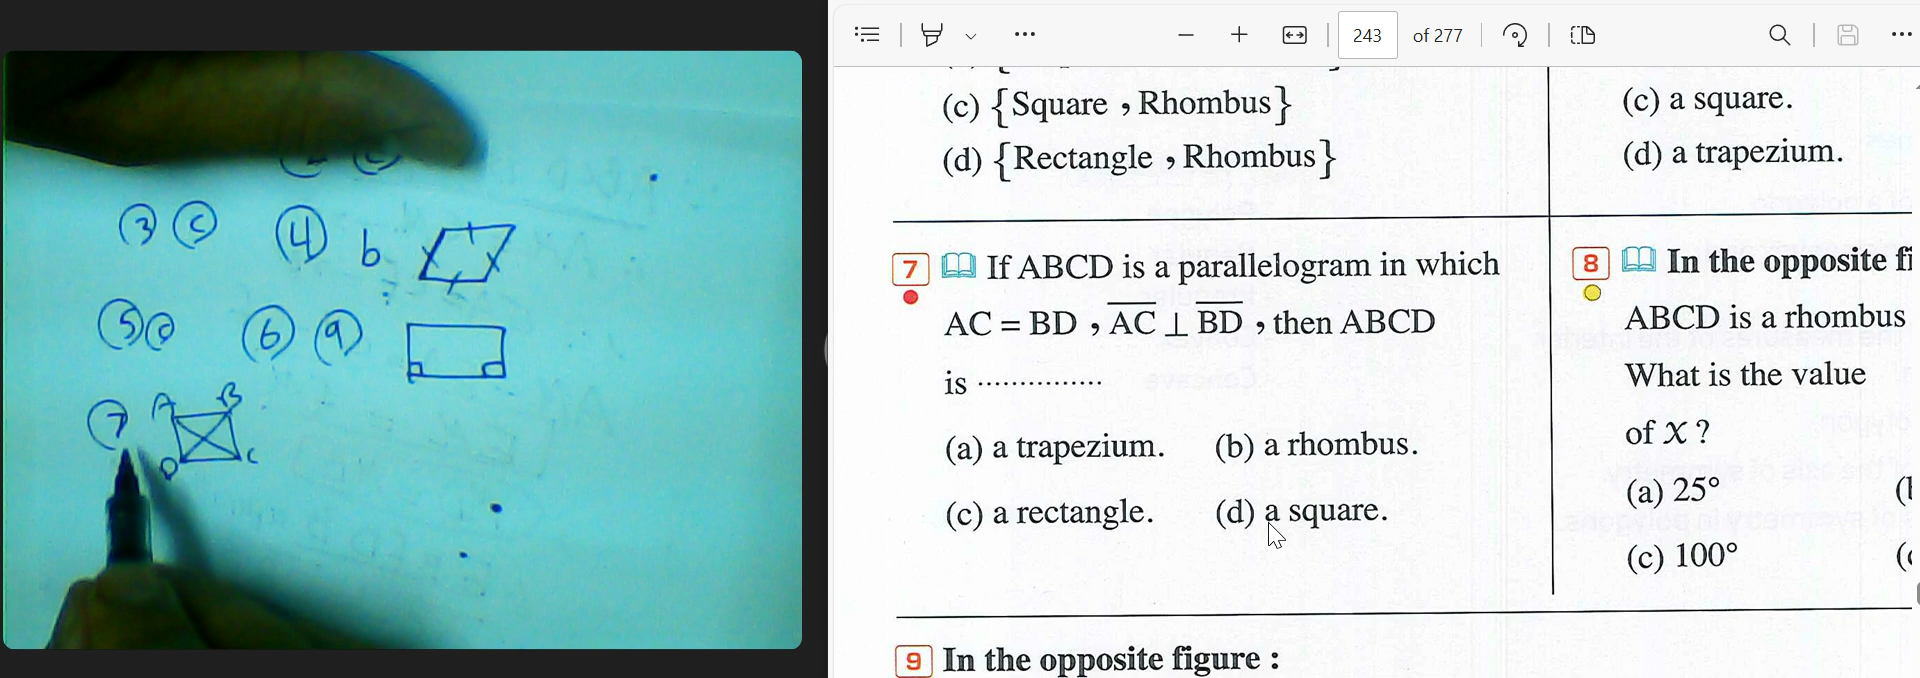 3 c 4 b
5 c 6 a
7 A B
D C
243 of 277
(c) {Square , Rhombus}
(d) {Rectangle , Rhombus}
(c) a square.
(d) a trapezium.
7 If ABCD is a parallelogram in which
AC = BD , AC ⊥ BD , then ABCD
is ...............
(a) a trapezium. (b) a rhombus.
(c) a rectangle. (d) a square.
8 In the opposite fi
ABCD is a rhombus
What is the value
of X ?
(a) 25°
(c) 100°
9 In the opposite figure :